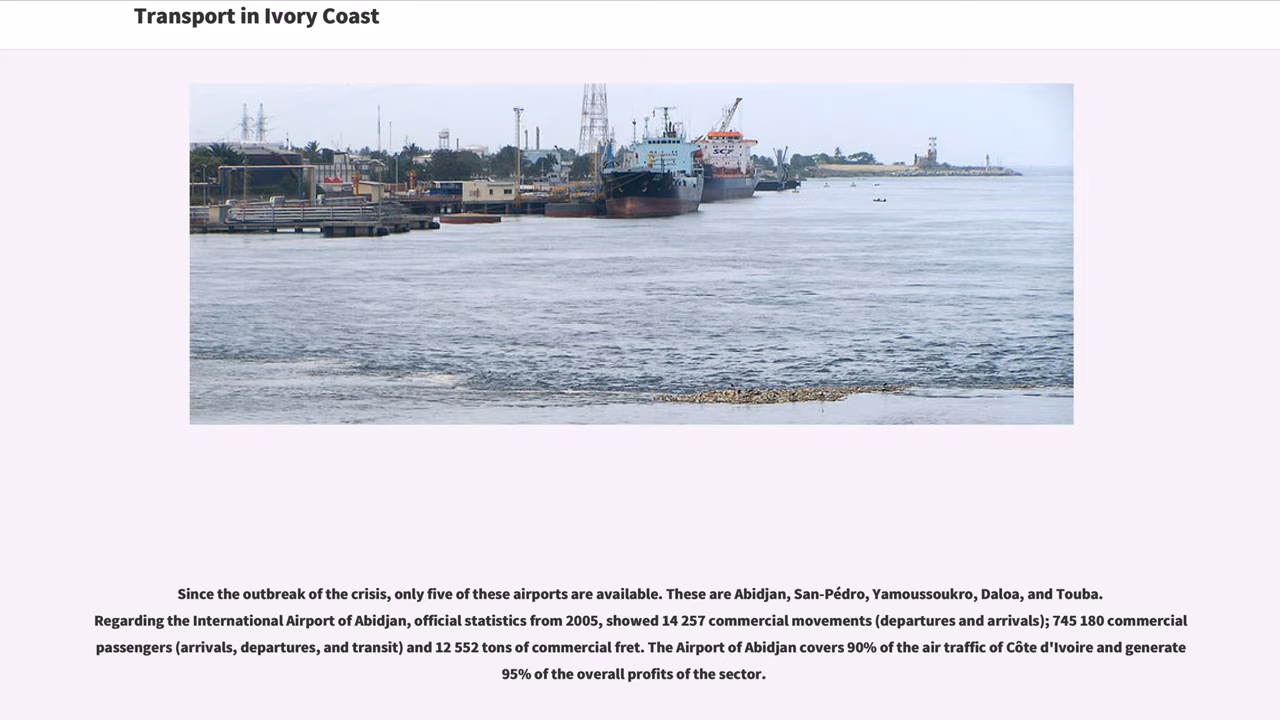 Transport in Ivory Coast
SCF
Since the outbreak of the crisis, only five of these airports are available. These are Abidjan, San-Pédro, Yamoussoukro, Daloa, and Touba.
Regarding the International Airport of Abidjan, official statistics from 2005, showed 14 257 commercial movements (departures and arrivals); 745 180 commercial
passengers (arrivals, departures, and transit) and 12 552 tons of commercial fret. The Airport of Abidjan covers 90% of the air traffic of Côte d'Ivoire and generate
95% of the overall profits of the sector.